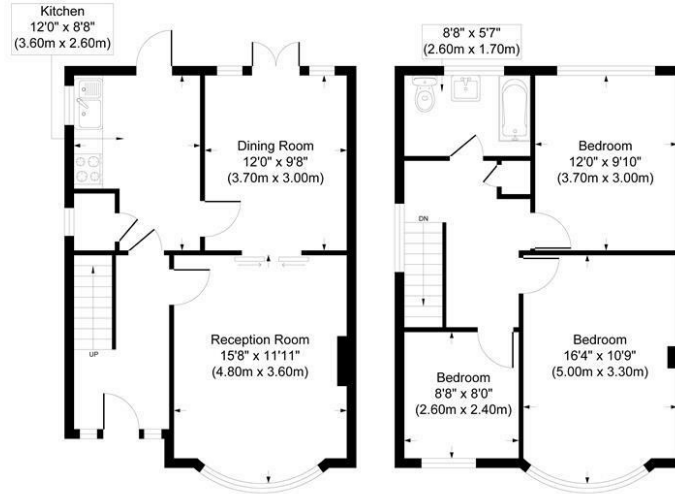 Kitchen
12'0" x 8'8"
(3.60m x 2.60m)
Dining Room
12'0" x 9'8"
(3.70m x 3.00m)
Reception Room
15'8" x 11'11"
(4.80m x 3.60m)
UP
8'8" x 5'7"
(2.60m x 1.70m)
Bedroom
12'0" x 9'10"
(3.70m x 3.00m)
DN
Bedroom
16'4" x 10'9"
(5.00m x 3.30m)
Bedroom
8'8" x 8'0"
(2.60m x 2.40m)